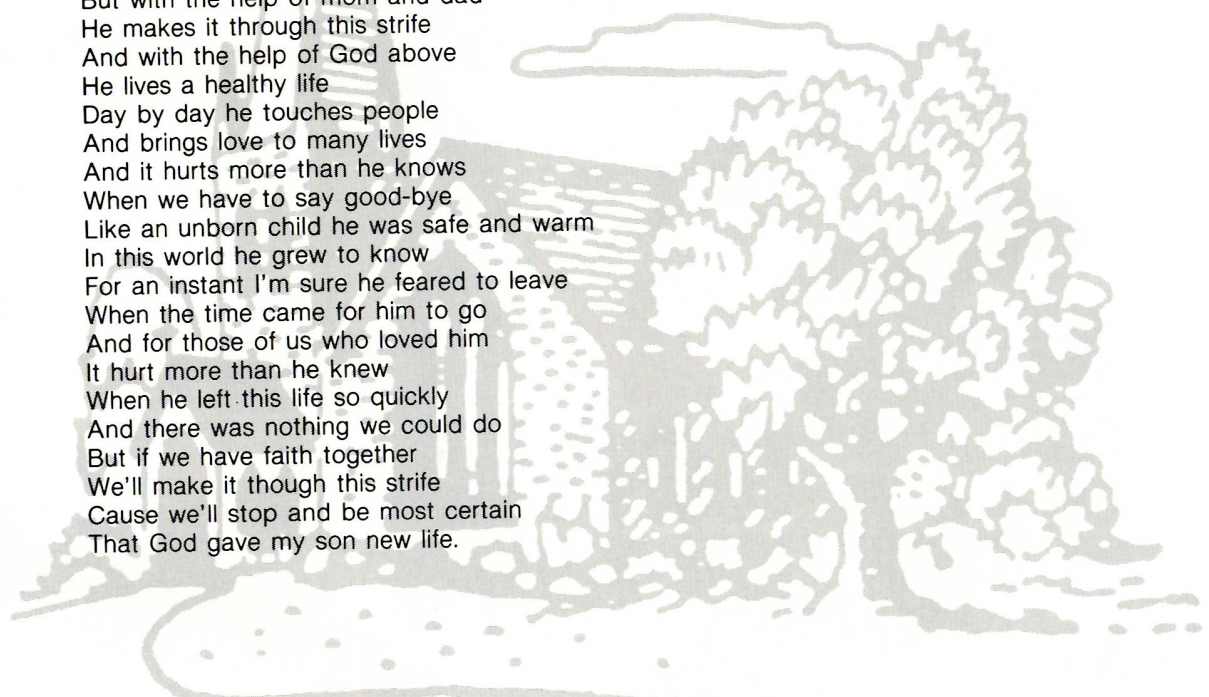 But with the help of mom and dad
He makes it through this strife
And with the help of God above
He lives a healthy life
Day by day he touches people
And brings love to many lives
And it hurts more than he knows
When we have to say good-bye
Like an unborn child he was safe and warm
In this world he grew to know
For an instant I'm sure he feared to leave
When the time came for him to go
And for those of us who loved him
It hurt more than he knew
When he left this life so quickly
And there was nothing we could do
But if we have faith together
We'll make it though this strife
Cause we'll stop and be most certain
That God gave my son new life.